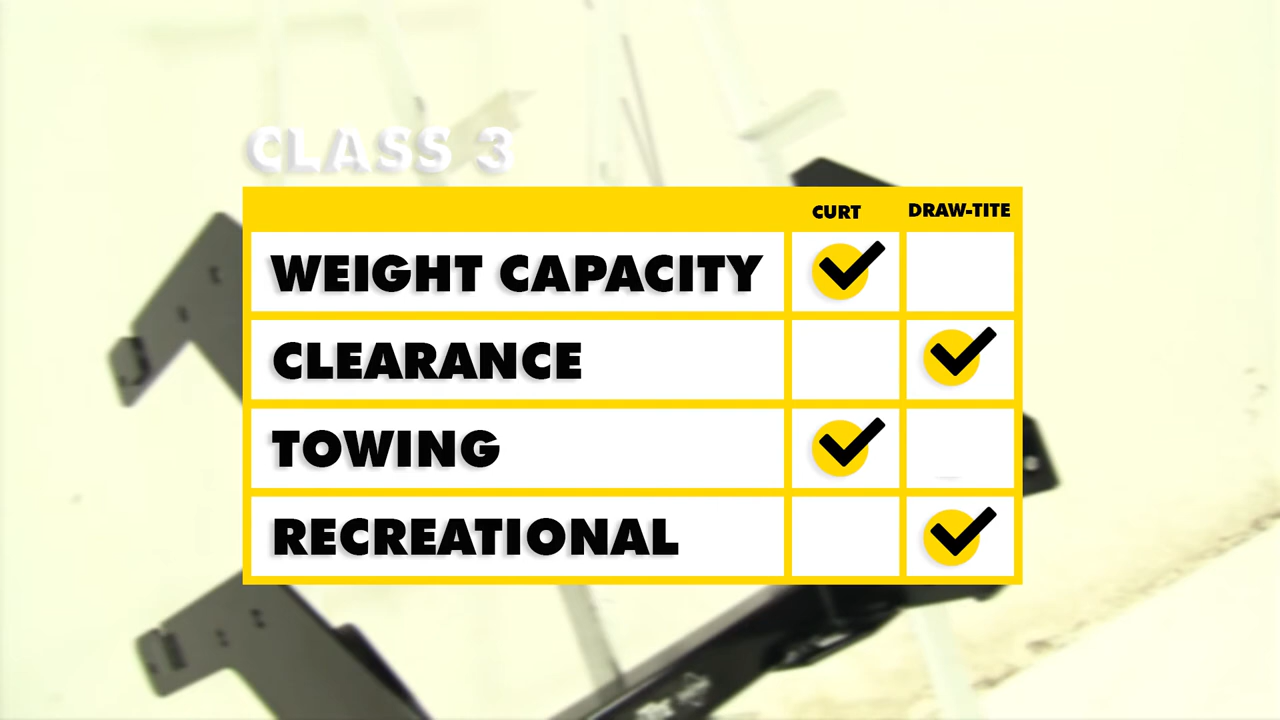 CLASS 3
CURT DRAW-TITE
WEIGHT CAPACITY
CLEARANCE
TOWING
RECREATIONAL